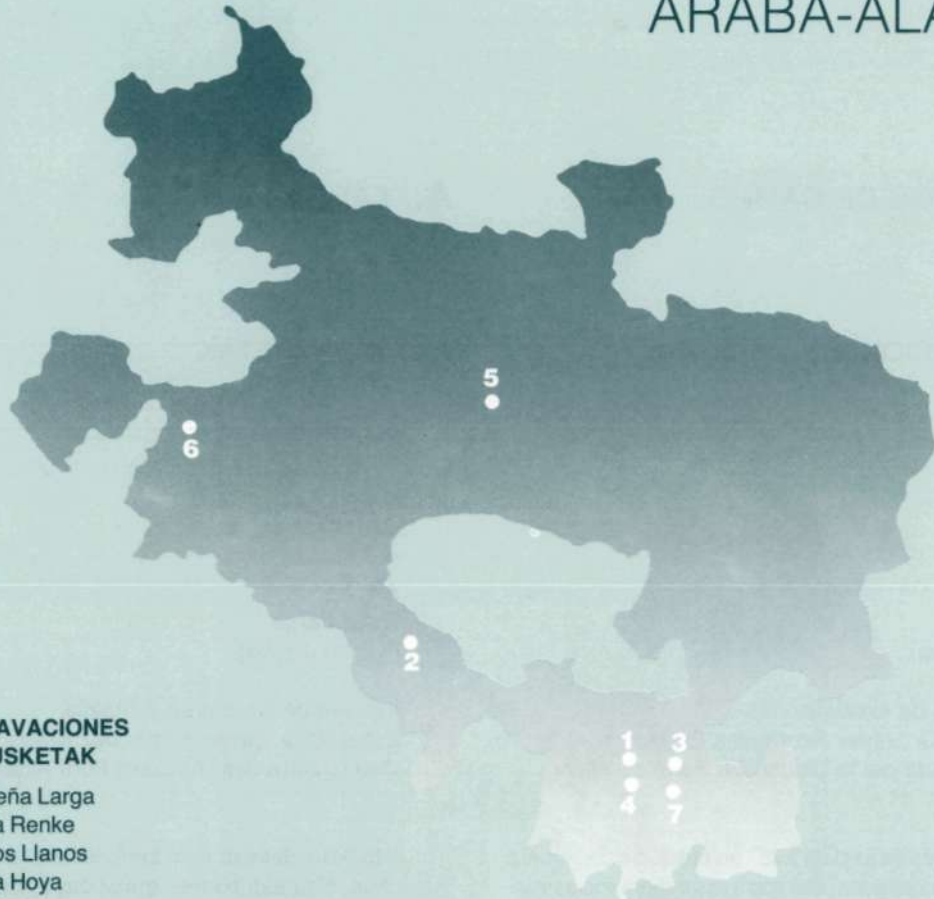 ARABA-ALA
5
6
2
1 3
4 7
AVACIONES
USKETAK
eña Larga
a Renke
os Llanos
a Hoya